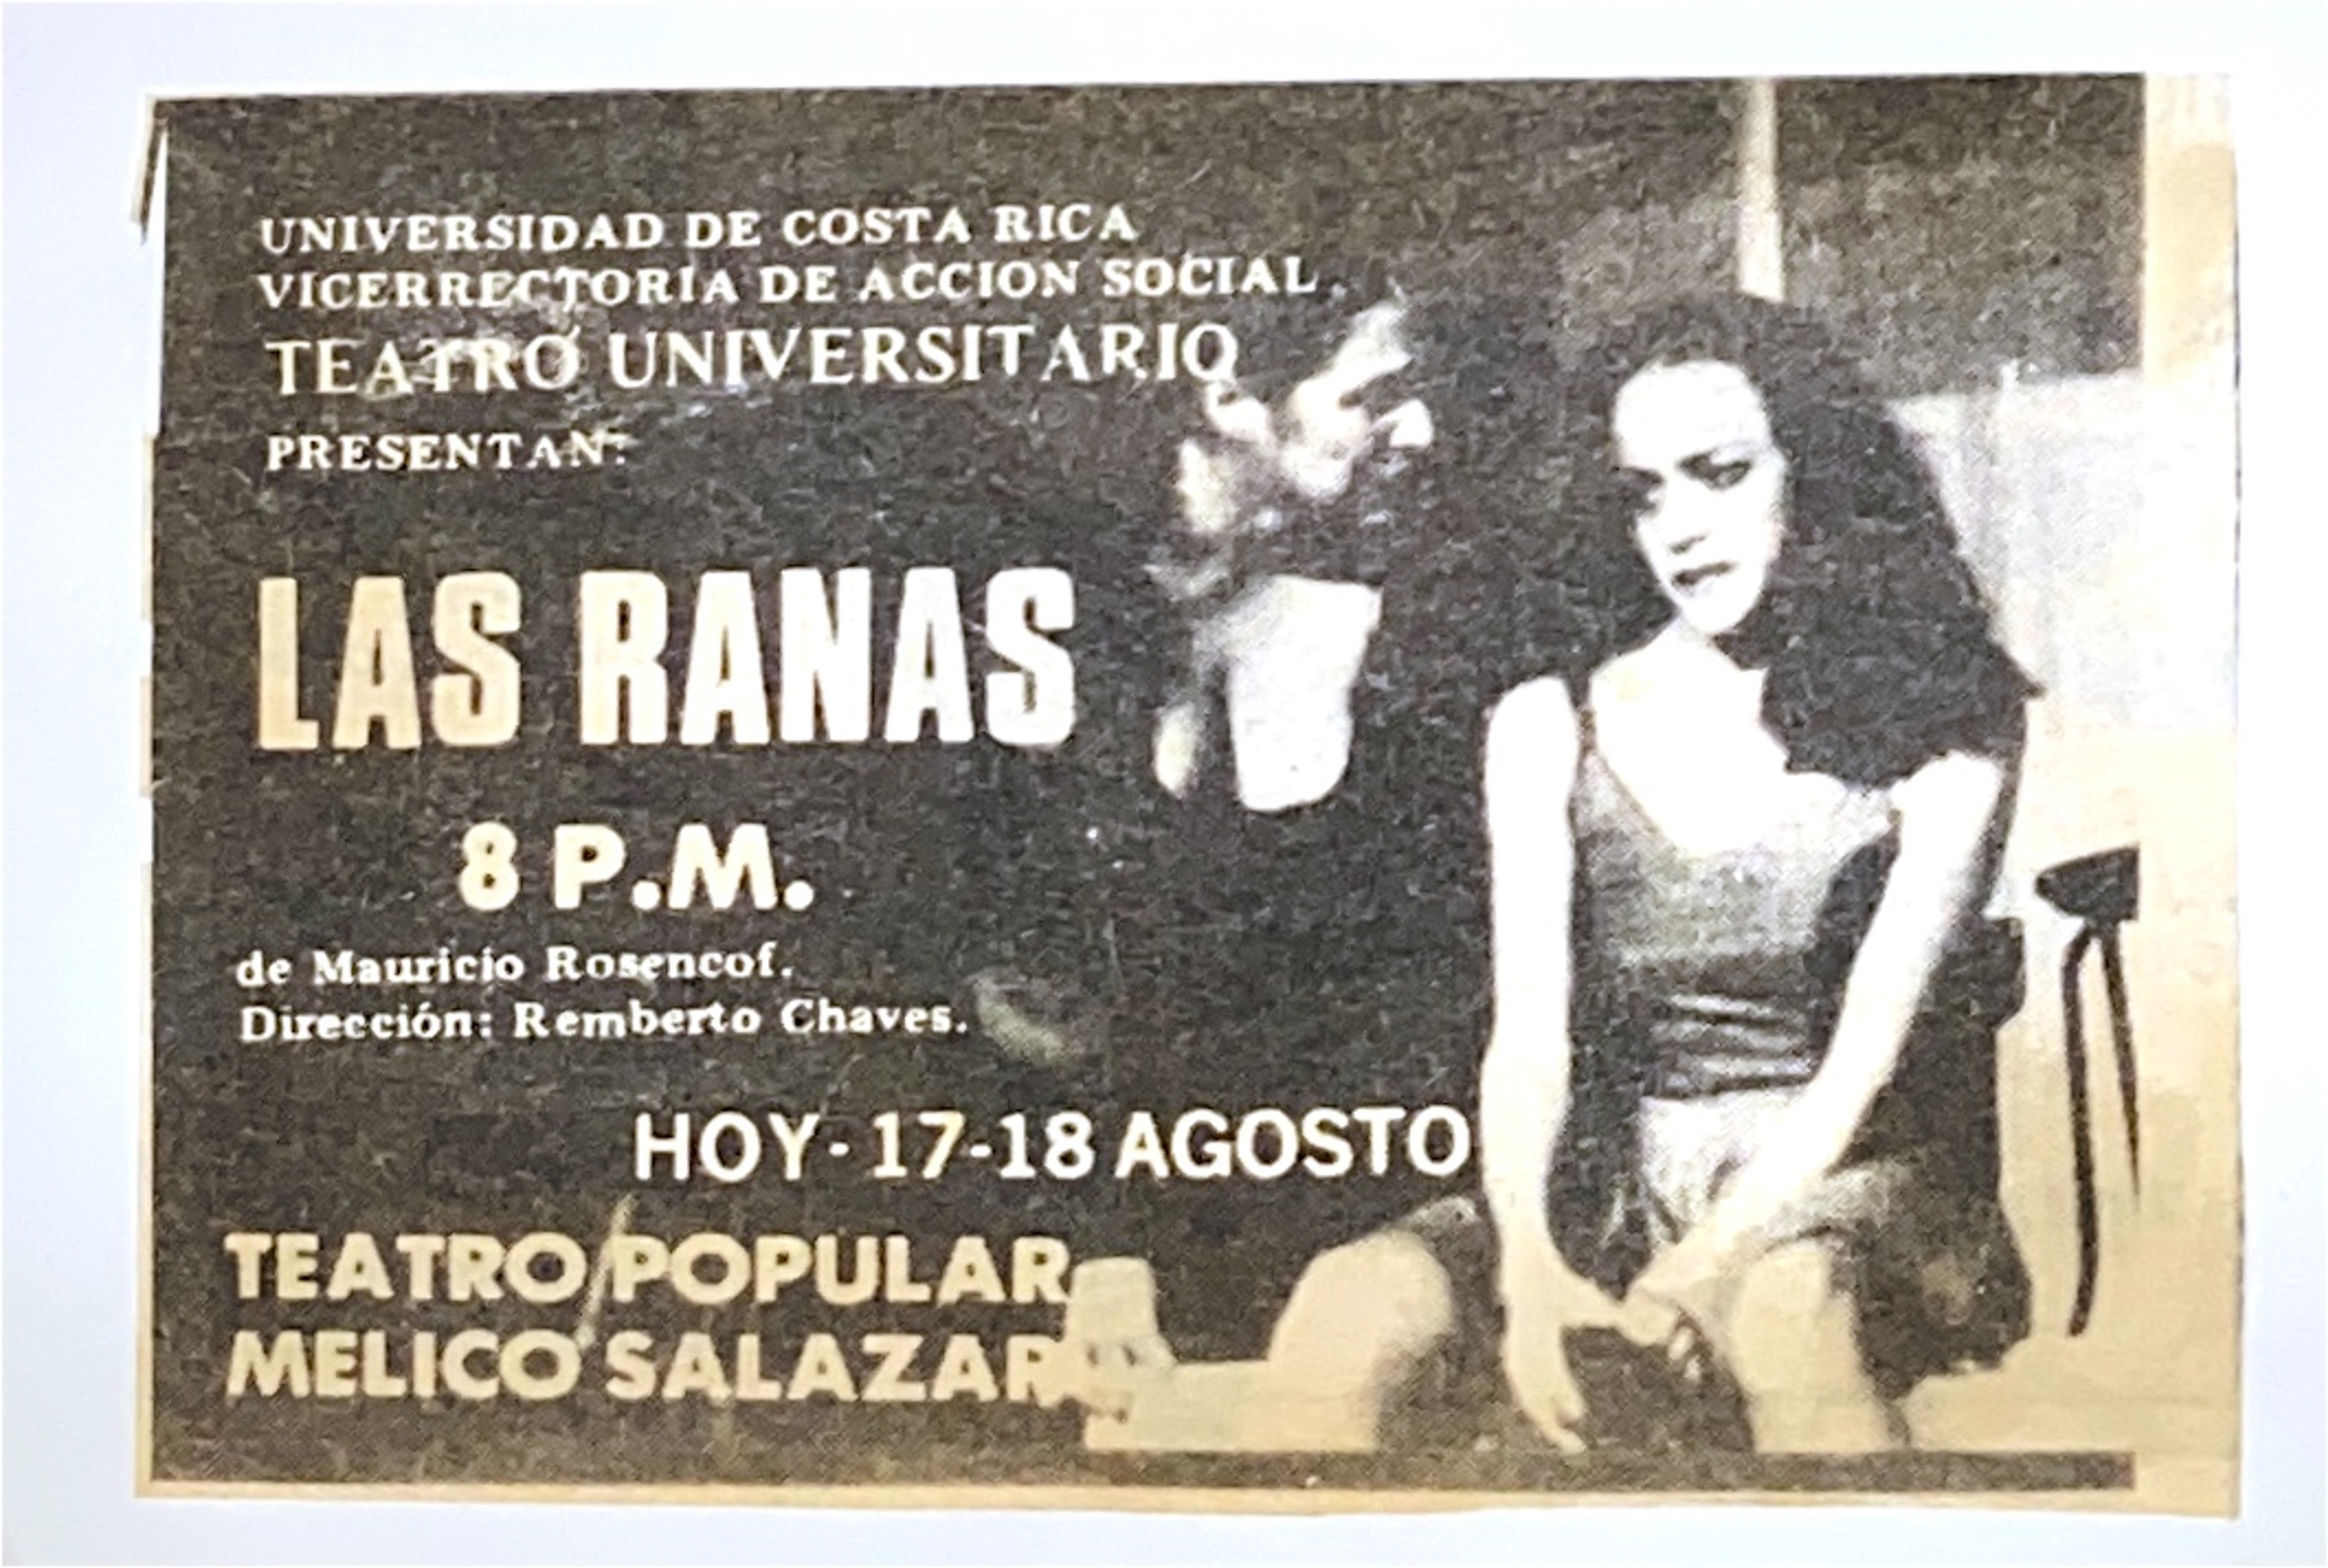 UNIVERSIDAD DE COSTA RICA
VICERRECTORIA DE ACCION SOCIAL
TEATRO UNIVERSITARIO
PRESENTAN:
LAS RANAS
8 P.M.
de Mauricio Rosencof.
Dirección: Remberto Chaves.
HOY-17-18 AGOSTO
TEATRO POPULAR
MELICO SALAZAR